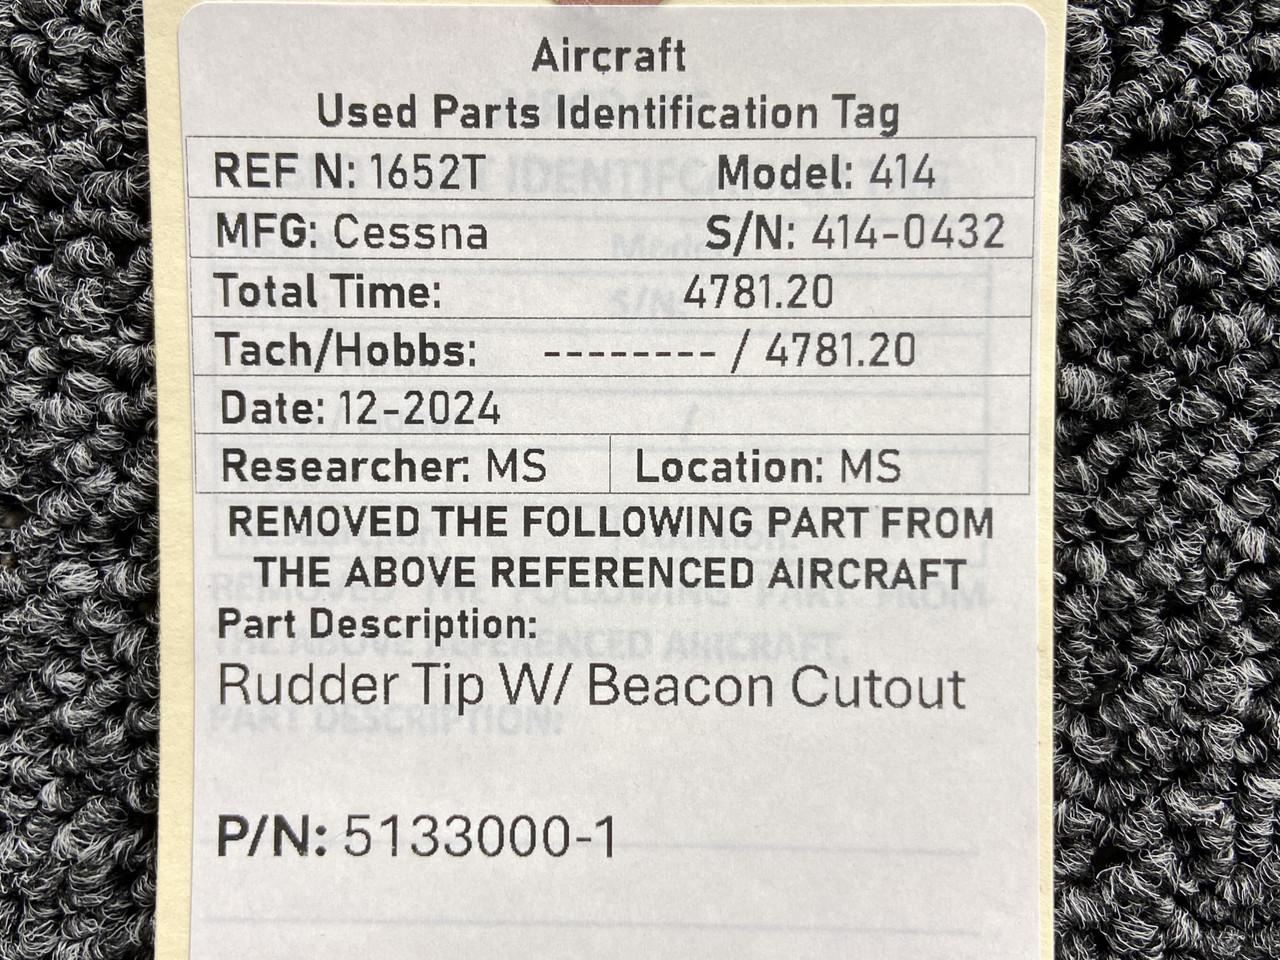 Aircraft
Used Parts Identification Tag
REF N: 1652T Model: 414
MFG: Cessna S/N: 414-0432
Total Time: 4781.20
Tach/Hobbs: -------- / 4781.20
Date: 12-2024
Researcher: MS Location: MS
REMOVED THE FOLLOWING PART FROM
THE ABOVE REFERENCED AIRCRAFT
Part Description:
Rudder Tip W/ Beacon Cutout
P/N: 5133000-1